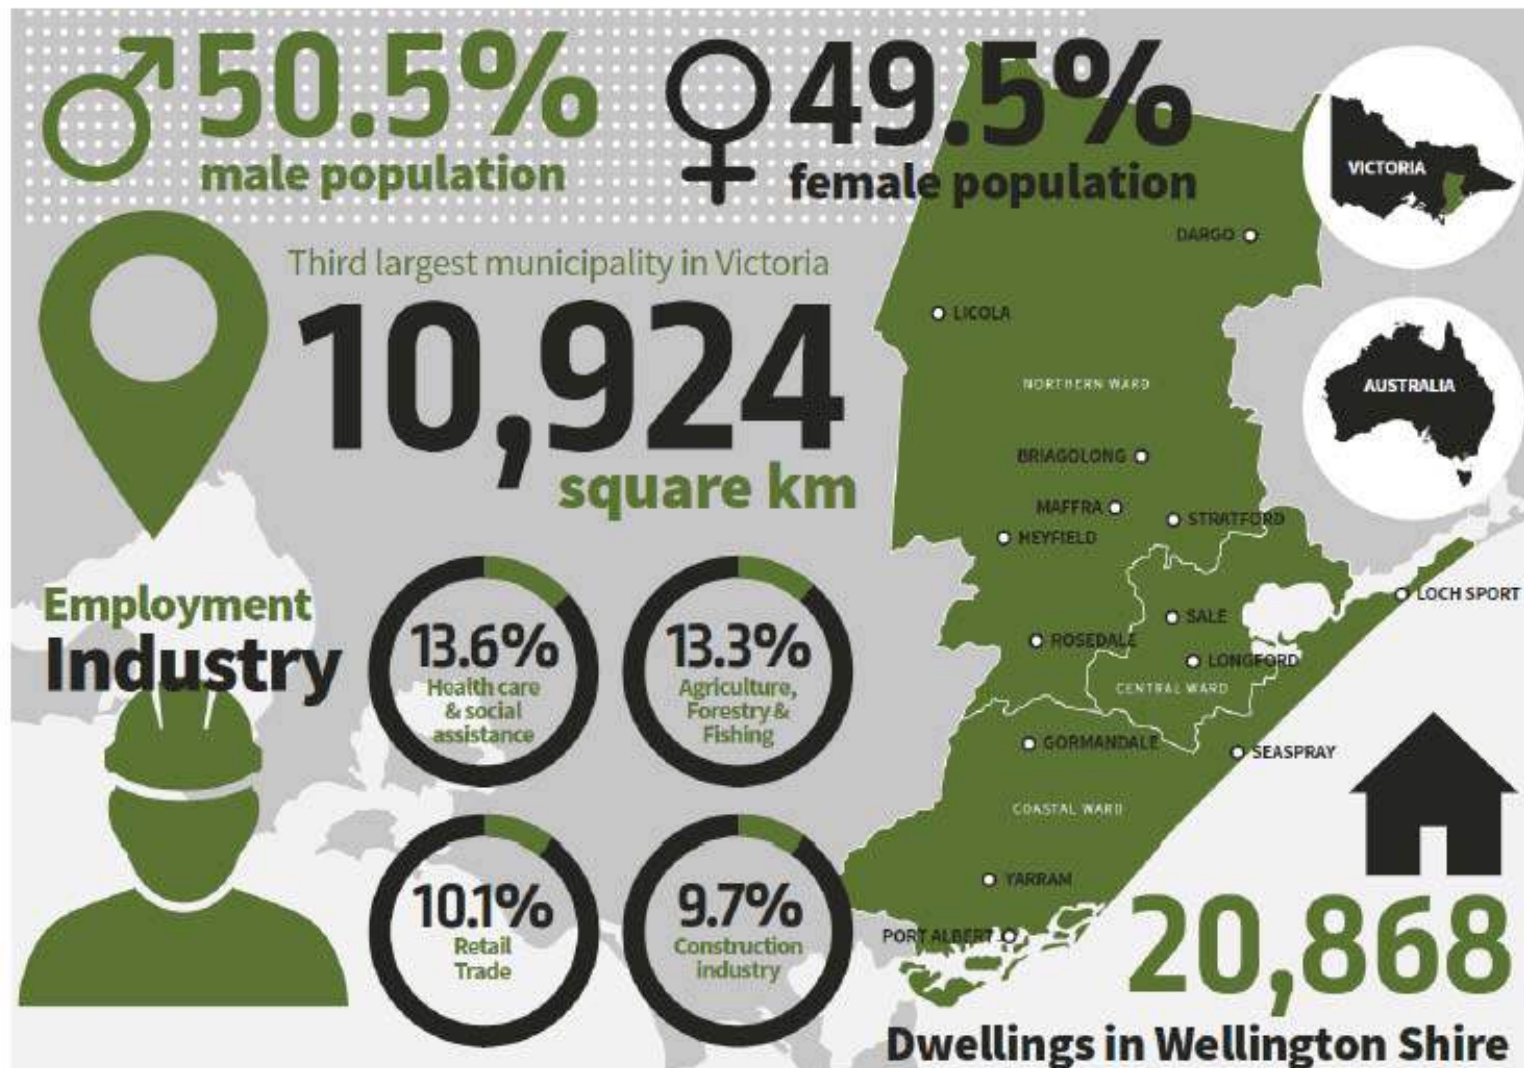 50.5%
male population
49.5%
female population
Third largest municipality in Victoria
10,924
square km
Employment
Industry
13.6%
Health care
& social
assistance
13.3%
Agriculture,
Forestry &
Fishing
10.1%
Retail
Trade
9.7%
Construction
industry
DARGO
LICOLA
NORTHERN WARD
BRIAGOLONG
MAFFRA
STRATFORD
HEYFIELD
LOCH SPORT
SALE
ROSEDALE
LONGFORD
CENTRAL WARD
GORMANDALE
SEASPRAY
COASTAL WARD
YARRAM
PORT ALBERT
VICTORIA
AUSTRALIA
20,868
Dwellings in Wellington Shire